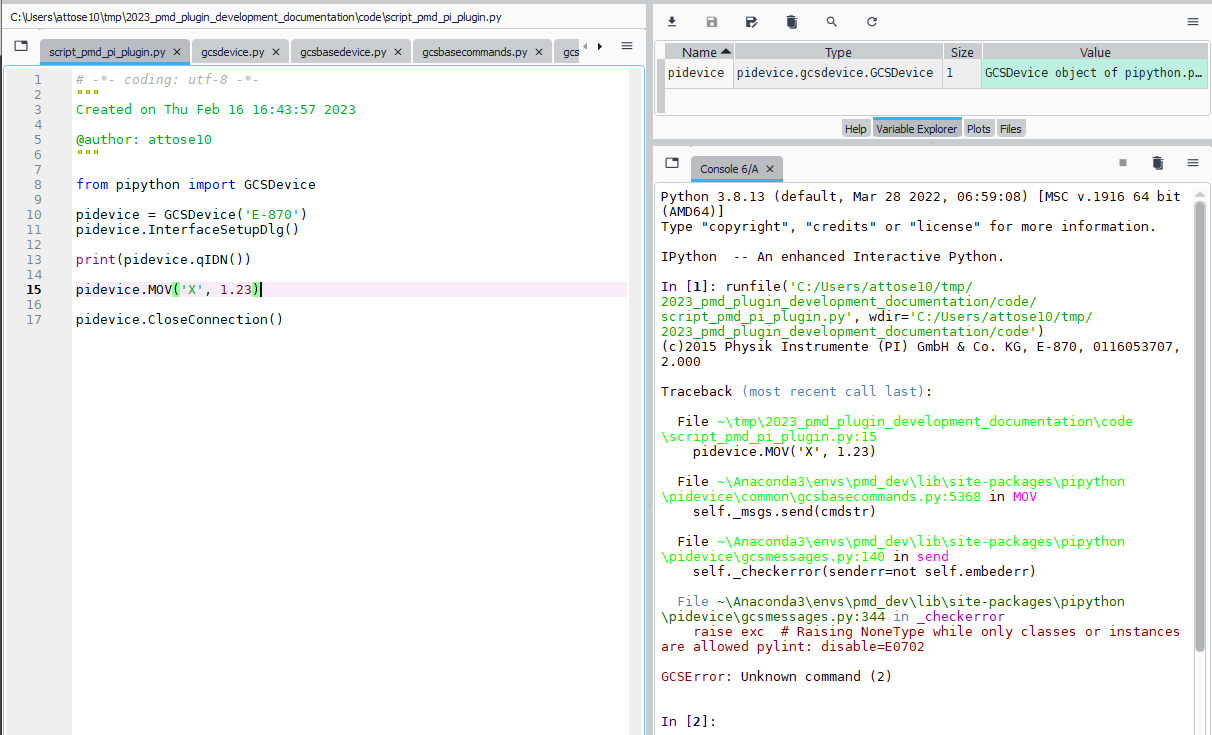 C:\Users\attose10\tmp\2023_pmd_plugin_development_documentation\code\script_pmd_pi_plugin.py
script_pmd_pi_plugin.py
gcsdevice.py
gcsbasedevice.py
gcsbasecommands.py
gcs
1 # -*- coding: utf-8 -*-
2 """
3 Created on Thu Feb 16 16:43:57 2023
4
5 @author: attose10
6 """
7
8 from pipython import GCSDevice
9
10 pidevice = GCSDevice('E-870')
11 pidevice.InterfaceSetupDlg()
12
13 print(pidevice.qIDN())
14
15 pidevice.MOV('X', 1.23)
16
17 pidevice.CloseConnection()
Name Type Size Value
pidevice pidevice.gcsdevice.GCSDevice 1 GCSDevice object of pipython.p…
Help Variable Explorer Plots Files
Console 6/A
Python 3.8.13 (default, Mar 28 2022, 06:59:08) [MSC v.1916 64 bit
(AMD64)]
Type "copyright", "credits" or "license" for more information.
IPython -- An enhanced Interactive Python.
In [1]: runfile('C:/Users/attose10/tmp/
2023_pmd_plugin_development_documentation/code/
script_pmd_pi_plugin.py', wdir='C:/Users/attose10/tmp/
2023_pmd_plugin_development_documentation/code')
(c)2015 Physik Instrumente (PI) GmbH & Co. KG, E-870, 0116053707,
2.000
Traceback (most recent call last):
File ~\tmp\2023_pmd_plugin_development_documentation\code
\script_pmd_pi_plugin.py:15
pidevice.MOV('X', 1.23)
File ~\Anaconda3\envs\pmd_dev\lib\site-packages\pipython
\pidevice\common\gcsbasecommands.py:5368 in MOV
self._msgs.send(cmdstr)
File ~\Anaconda3\envs\pmd_dev\lib\site-packages\pipython
\pidevice\gcsmessages.py:140 in send
self._checkerror(senderr=not self.embederr)
File ~\Anaconda3\envs\pmd_dev\lib\site-packages\pipython
\pidevice\gcsmessages.py:344 in _checkerror
raise exc # Raising NoneType while only classes or instances
are allowed pylint: disable=E0702
GCSError: Unknown command (2)
In [2]: